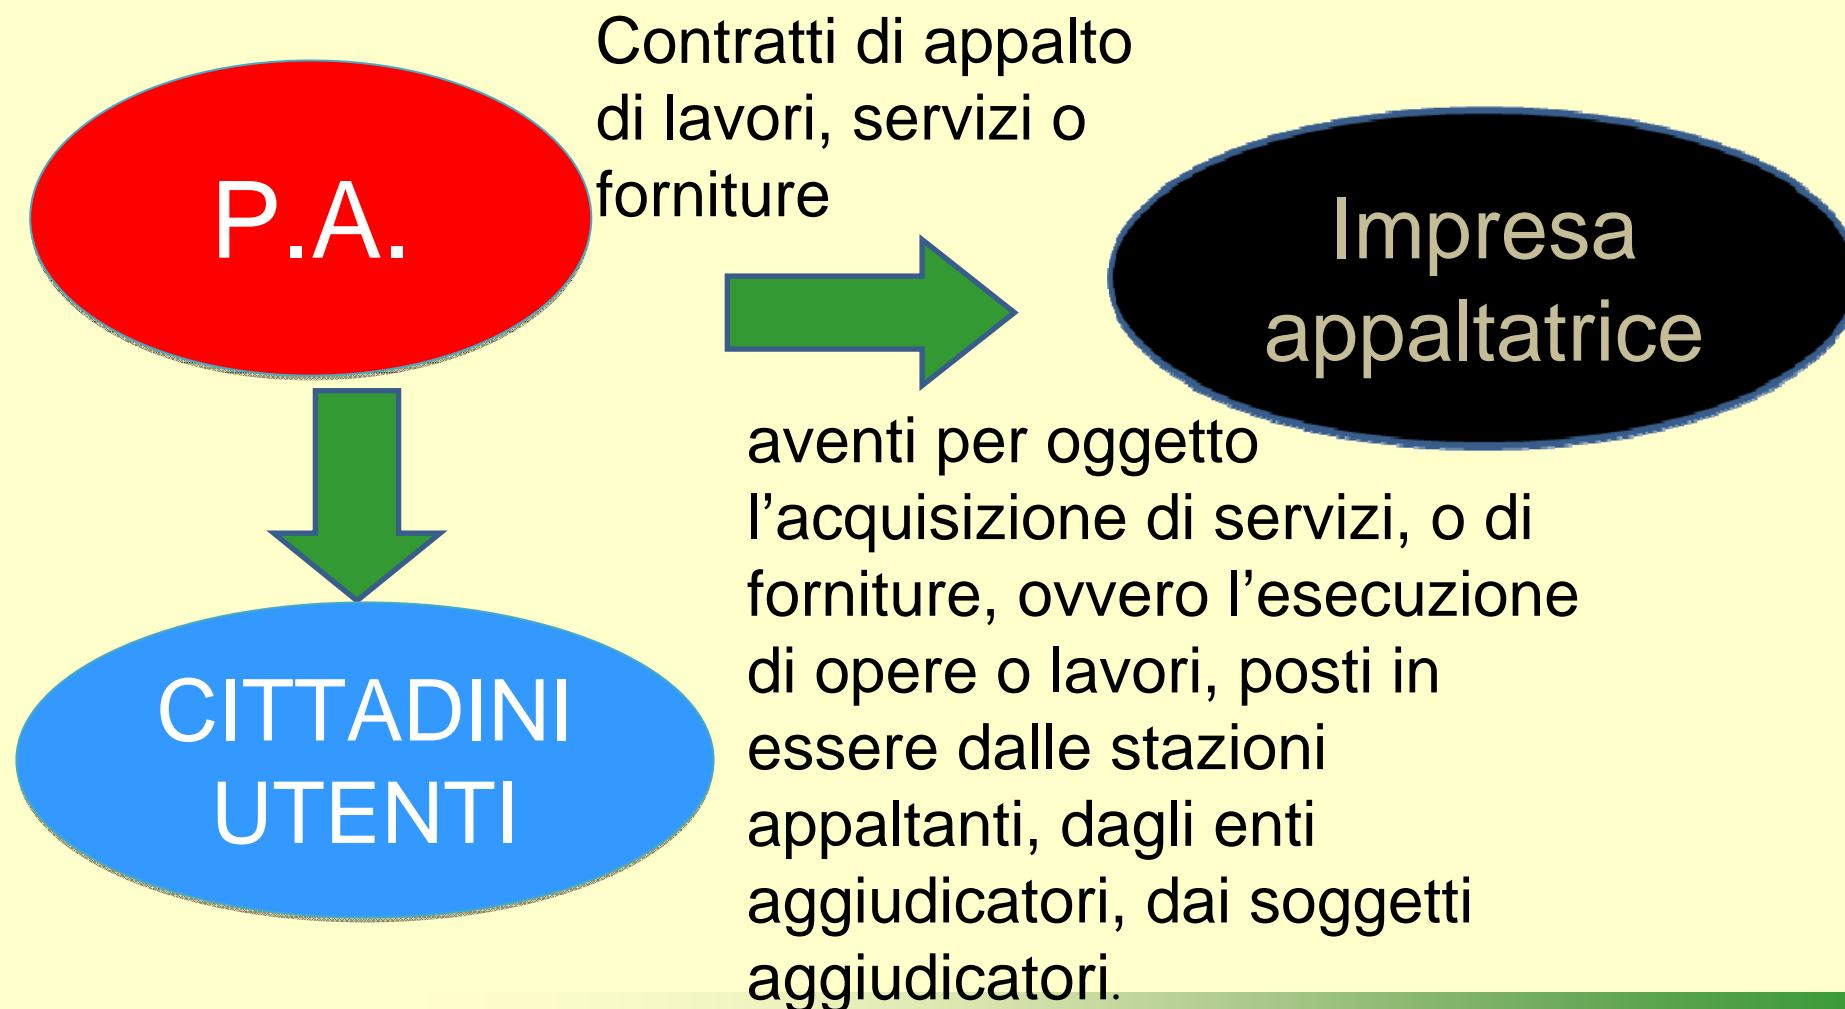 Contratti di appalto
di lavori, servizi o
forniture
P.A.
Impresa
appaltatrice
aventi per oggetto
l’acquisizione di servizi, o di
forniture, ovvero l’esecuzione
di opere o lavori, posti in
essere dalle stazioni
appaltanti, dagli enti
aggiudicatori, dai soggetti
aggiudicatori.
CITTADINI
UTENTI